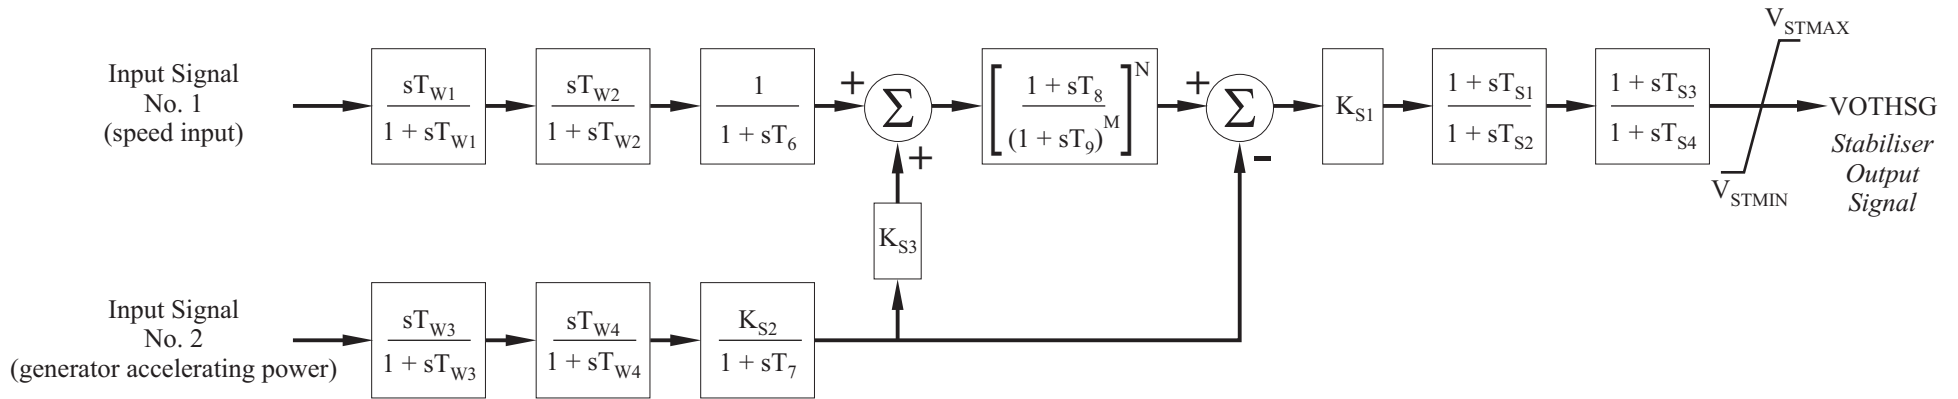 Input Signal
No. 1
(speed input)
sT_W1
1 + sT_W1
sT_W2
1 + sT_W2
1
1 + sT_6
+
Σ
+
[1 + sT_8
(1 + sT_9)^M]^N
+
Σ
-
K_S1
1 + sT_S1
1 + sT_S2
1 + sT_S3
1 + sT_S4
V_STMAX
V_STMIN
VOTHSG
Stabiliser
Output
Signal
K_S3
Input Signal
No. 2
(generator accelerating power)
sT_W3
1 + sT_W3
sT_W4
1 + sT_W4
K_S2
1 + sT_7